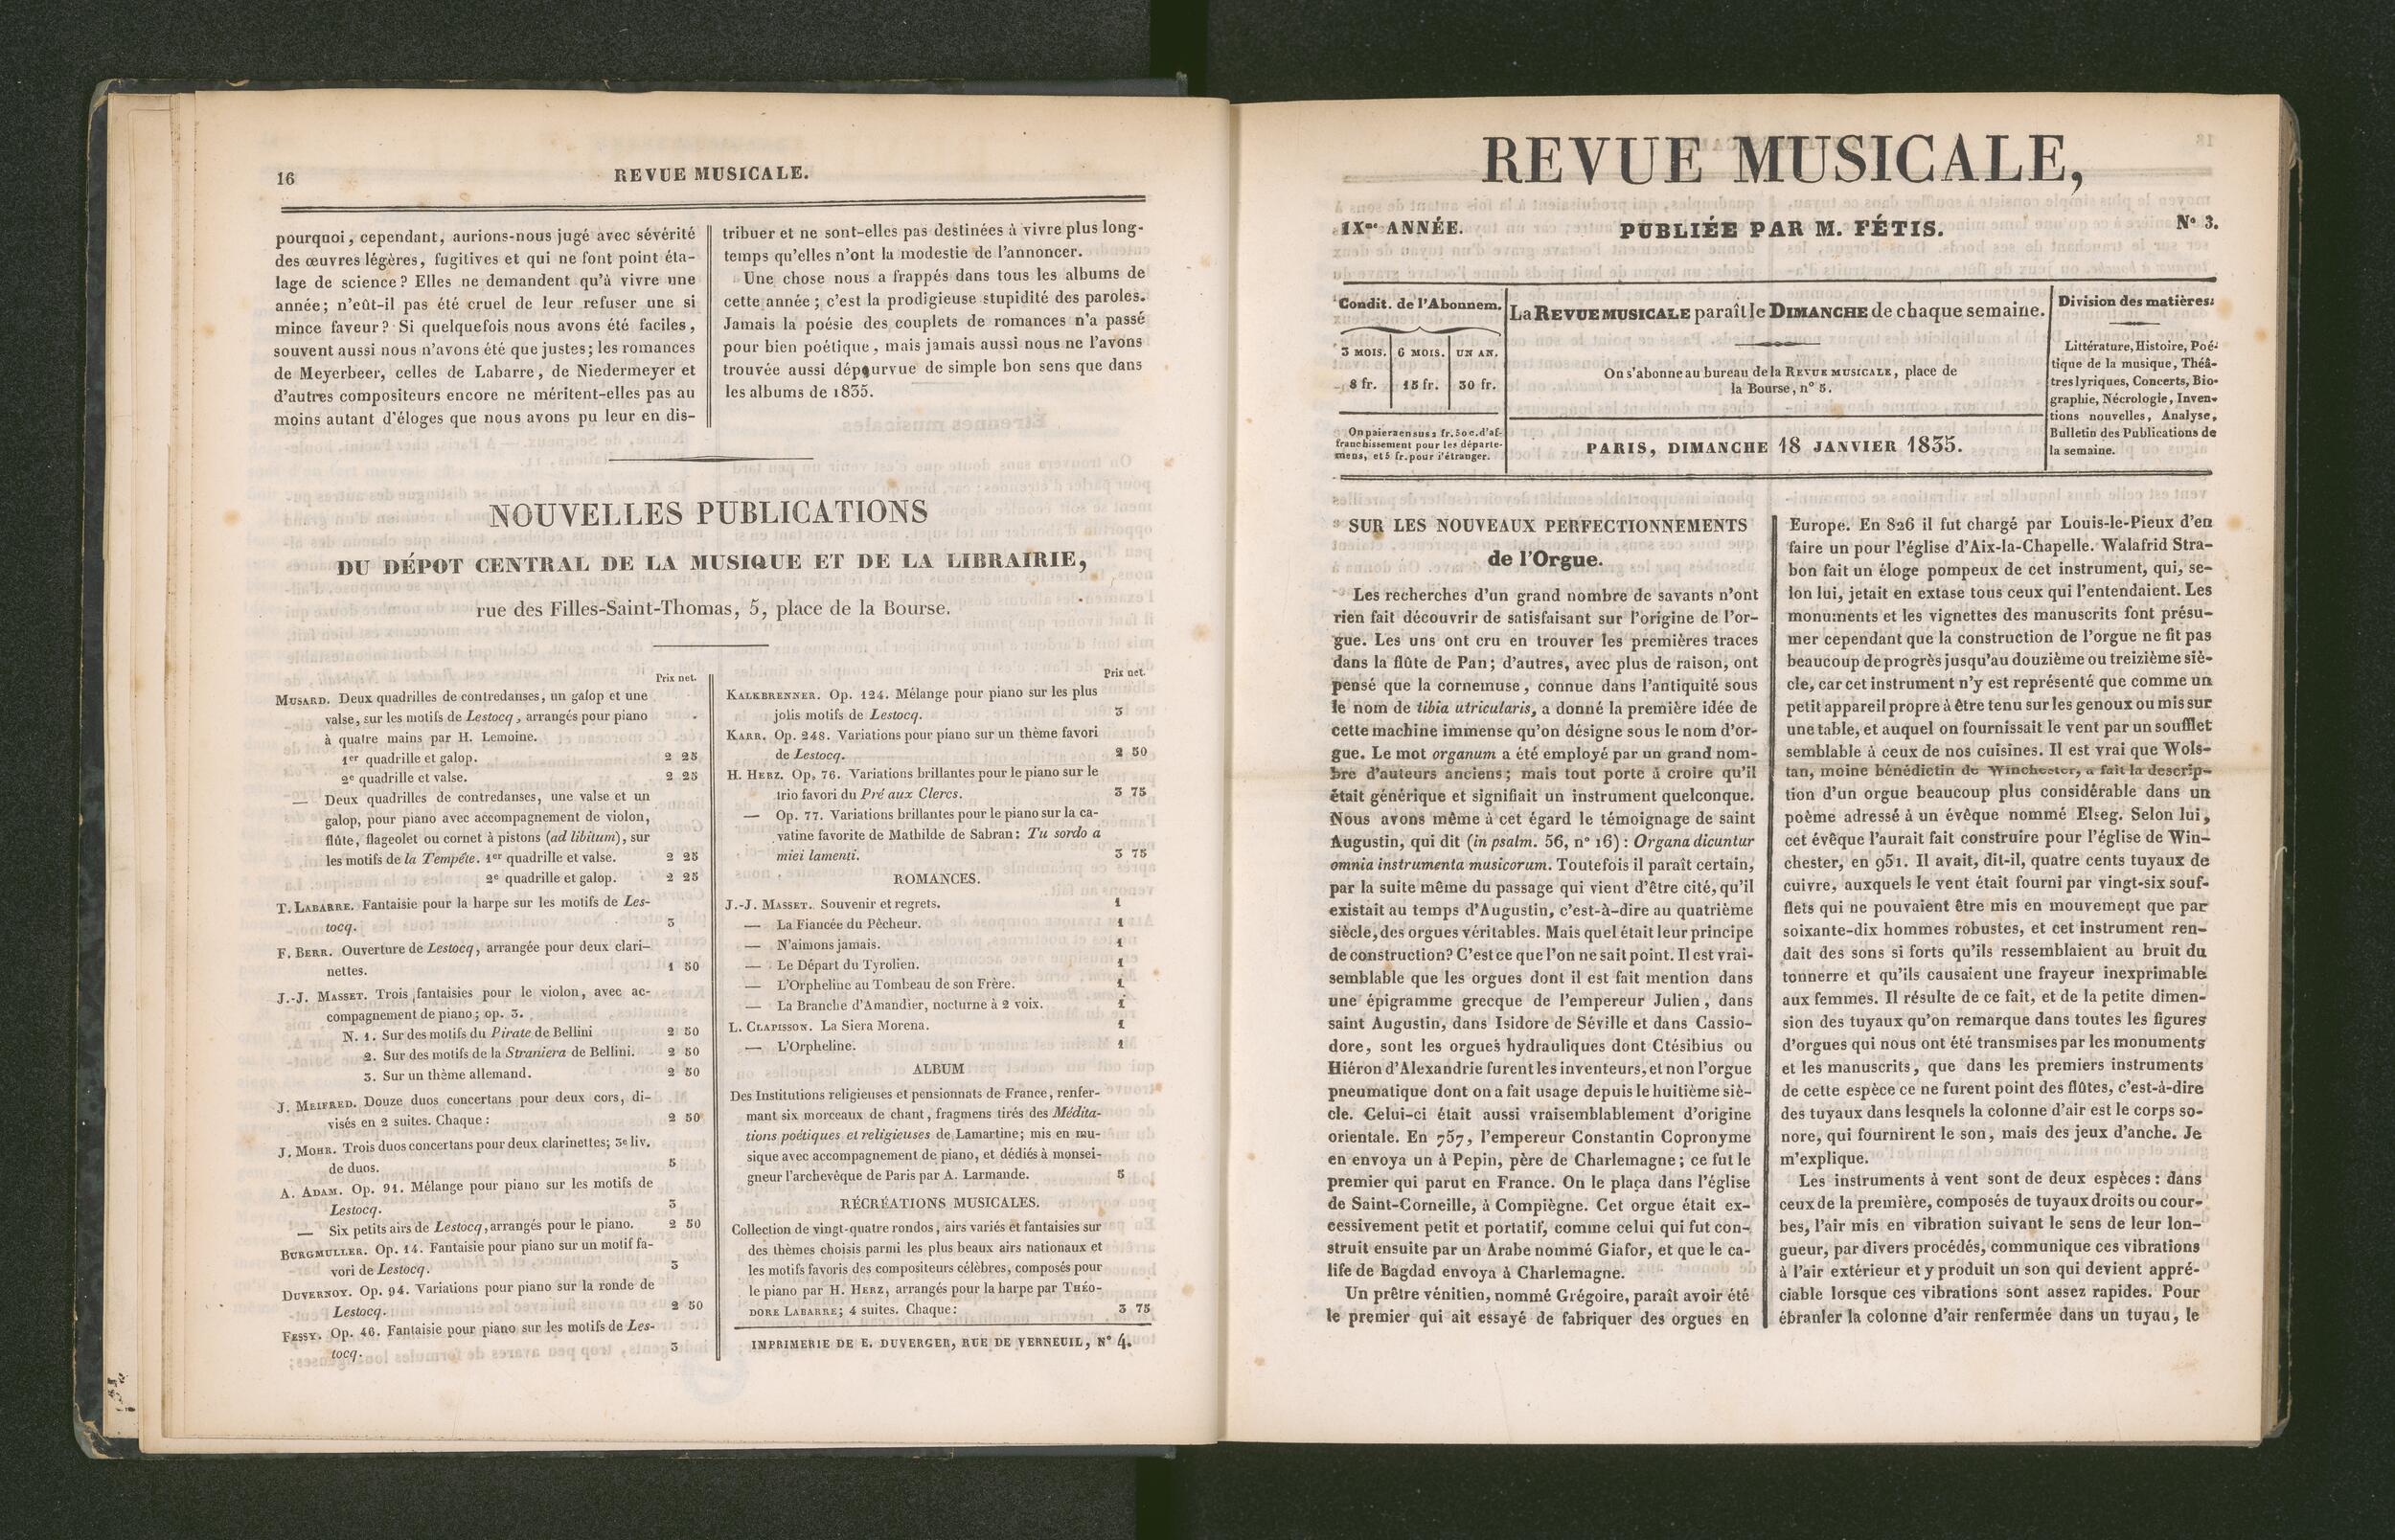 16
REVUE MUSICALE.
pourquoi, cependant, aurions-nous jugé avec sévérité
des œuvres légères, fugitives et qui ne font point éta-
lage de science? Elles ne demandent qu'à vivre une
année; n'eût-il pas été cruel de leur refuser une si
mince faveur? Si quelquefois nous avons été faciles,
souvent aussi nous n'avons été que justes; les romances
de Meyerbeer, celles de Labarre, de Niedermeyer et
d'autres compositeurs encore ne méritent-elles pas au
moins autant d'éloges que nous avons pu leur en dis-
tribuer et ne sont-elles pas destinées à vivre plus long-
temps qu'elles n'ont la modestie de l'annoncer.
Une chose nous a frappés dans tous les albums de
cette année; c'est la prodigieuse stupidité des paroles.
Jamais la poésie des couplets de romances n'a passé
pour bien poétique, mais jamais aussi nous ne l'avons
trouvée aussi dépourvue de simple bon sens que dans
les albums de 1835.
NOUVELLES PUBLICATIONS
DU DÉPOT CENTRAL DE LA MUSIQUE ET DE LA LIBRAIRIE,
rue des Filles-Saint-Thomas, 5, place de la Bourse.
Prix net.
MUSARD. Deux quadrilles de contredanses, un galop et une
valse, sur les motifs de Lestocq, arrangés pour piano
à quatre mains par H. Lemoine.
1er quadrille et galop. 2 25
2e quadrille et valse. 2 25
— Deux quadrilles de contredanses, une valse et un
galop, pour piano avec accompagnement de violon,
flûte, flageolet ou cornet à pistons (ad libitum), sur
les motifs de la Tempête. 1er quadrille et valse. 2 25
2e quadrille et galop. 2 25
T. LABARRE. Fantaisie pour la harpe sur les motifs de Les-
tocq. 3
F. BERR. Ouverture de Lestocq, arrangée pour deux clari-
nettes. 1 50
J.-J. MASSET. Trois fantaisies pour le violon, avec ac-
compagnement de piano; op. 3.
N. 1. Sur des motifs du Pirate de Bellini 2 50
2. Sur des motifs de la Straniera de Bellini. 2 50
3. Sur un thème allemand. 2 50
J. MEIFRED. Douze duos concertans pour deux cors, di-
visés en 2 suites. Chaque: 2 50
J. MOHR. Trois duos concertans pour deux clarinettes; 3e liv.
de duos. 5
A. ADAM. Op. 91. Mélange pour piano sur les motifs de
Lestocq. 3
— Six petits airs de Lestocq, arrangés pour le piano. 2 50
BURGMULLER. Op. 14. Fantaisie pour piano sur un motif fa-
vori de Lestocq. 3
DUVERNOY. Op. 94. Variations pour piano sur la ronde de
Lestocq. 2 50
FESSY. Op. 46. Fantaisie pour piano sur les motifs de Les-
tocq. 3
Prix net.
KALKBRENNER. Op. 124. Mélange pour piano sur les plus
jolis motifs de Lestocq. 3
KARR. Op. 248. Variations pour piano sur un thème favori
de Lestocq. 2 50
H. HERZ. Op. 76. Variations brillantes pour le piano sur le
trio favori du Pré aux Clercs. 3 75
— Op. 77. Variations brillantes pour le piano sur la ca-
vatine favorite de Mathilde de Sabran: Tu sordo a
miei lamenti. 3 75
ROMANCES.
J.-J. MASSET. Souvenir et regrets. 1
— La Fiancée du Pêcheur. 1
— N'aimons jamais. 1
— Le Départ du Tyrolien. 1
— L'Orpheline au Tombeau de son Frère. 1
— La Branche d'Amandier, nocturne à 2 voix. 1
L. CLAPISSON. La Siera Morena. 1
— L'Orpheline. 1
ALBUM
Des Institutions religieuses et pensionnats de France, renfer-
mant six morceaux de chant, fragmens tirés des Médita-
tions poétiques et religieuses de Lamartine; mis en mu-
sique avec accompagnement de piano, et dédiés à monsei-
gneur l'archevêque de Paris par A. Larmande. 5
RÉCRÉATIONS MUSICALES.
Collection de vingt-quatre rondos, airs variés et fantaisies sur
des thèmes choisis parmi les plus beaux airs nationaux et
les motifs favoris des compositeurs célèbres, composés pour
le piano par H. HERZ, arrangés pour la harpe par THÉO-
DORE LABARRE; 4 suites. Chaque: 3 75
IMPRIMERIE DE E. DUVERGER, RUE DE VERNEUIL, N° 4.
REVUE MUSICALE,
IXme ANNÉE.
PUBLIÉE PAR M. FÉTIS.
N° 3.
Condit. de l'Abonnem.
3 MOIS. 6 MOIS. UN AN.
8 fr. 15 fr. 30 fr.
On paiera en sus 2 fr. 50 c. d'af-
franchissement pour les départe-
mens, et 5 fr. pour l'étranger.
La REVUE MUSICALE paraît le DIMANCHE de chaque semaine.
On s'abonne au bureau de la REVUE MUSICALE, place de
la Bourse, n° 5.
PARIS, DIMANCHE 18 JANVIER 1835.
Division des matières:
Littérature, Histoire, Poé-
tique de la musique, Théâ-
tres lyriques, Concerts, Bio-
graphie, Nécrologie, Inven-
tions nouvelles, Analyse,
Bulletin des Publications de
la semaine.
SUR LES NOUVEAUX PERFECTIONNEMENTS
de l'Orgue.
Les recherches d'un grand nombre de savants n'ont
rien fait découvrir de satisfaisant sur l'origine de l'or-
gue. Les uns ont cru en trouver les premières traces
dans la flûte de Pan; d'autres, avec plus de raison, ont
pensé que la cornemuse, connue dans l'antiquité sous
le nom de tibia utricularis, a donné la première idée de
cette machine immense qu'on désigne sous le nom d'or-
gue. Le mot organum a été employé par un grand nom-
bre d'auteurs anciens; mais tout porte à croire qu'il
était générique et signifiait un instrument quelconque.
Nous avons même à cet égard le témoignage de saint
Augustin, qui dit (in psalm. 56, n° 16): Organa dicuntur
omnia instrumenta musicorum. Toutefois il paraît certain,
par la suite même du passage qui vient d'être cité, qu'il
existait au temps d'Augustin, c'est-à-dire au quatrième
siècle, des orgues véritables. Mais quel était leur principe
de construction? C'est ce que l'on ne sait point. Il est vrai-
semblable que les orgues dont il est fait mention dans
une épigramme grecque de l'empereur Julien, dans
saint Augustin, dans Isidore de Séville et dans Cassio-
dore, sont les orgues hydrauliques dont Ctésibius ou
Hiéron d'Alexandrie furent les inventeurs, et non l'orgue
pneumatique dont on a fait usage depuis le huitième siè-
cle. Celui-ci était aussi vraisemblablement d'origine
orientale. En 757, l'empereur Constantin Copronyme
en envoya un à Pepin, père de Charlemagne; ce fut le
premier qui parut en France. On le plaça dans l'église
de Saint-Corneille, à Compiègne. Cet orgue était ex-
cessivement petit et portatif, comme celui qui fut con-
struit ensuite par un Arabe nommé Giafor, et que le ca-
life de Bagdad envoya à Charlemagne.
Un prêtre vénitien, nommé Grégoire, paraît avoir été
le premier qui ait essayé de fabriquer des orgues en
Europe. En 826 il fut chargé par Louis-le-Pieux d'en
faire un pour l'église d'Aix-la-Chapelle. Walafrid Stra-
bon fait un éloge pompeux de cet instrument, qui, se-
lon lui, jetait en extase tous ceux qui l'entendaient. Les
monuments et les vignettes des manuscrits font présu-
mer cependant que la construction de l'orgue ne fit pas
beaucoup de progrès jusqu'au douzième ou treizième siè-
cle, car cet instrument n'y est représenté que comme un
petit appareil propre à être tenu sur les genoux ou mis sur
une table, et auquel on fournissait le vent par un soufflet
semblable à ceux de nos cuisines. Il est vrai que Wols-
tan, moine bénédictin de Winchester, a fait la descrip-
tion d'un orgue beaucoup plus considérable dans un
poème adressé à un évêque nommé Elseg. Selon lui,
cet évêque l'aurait fait construire pour l'église de Win-
chester, en 951. Il avait, dit-il, quatre cents tuyaux de
cuivre, auxquels le vent était fourni par vingt-six souf-
flets qui ne pouvaient être mis en mouvement que par
soixante-dix hommes robustes, et cet instrument ren-
dait des sons si forts qu'ils ressemblaient au bruit du
tonnerre et qu'ils causaient une frayeur inexprimable
aux femmes. Il résulte de ce fait, et de la petite dimen-
sion des tuyaux qu'on remarque dans toutes les figures
d'orgues qui nous ont été transmises par les monuments
et les manuscrits, que dans les premiers instruments
de cette espèce ce ne furent point des flûtes, c'est-à-dire
des tuyaux dans lesquels la colonne d'air est le corps so-
nore, qui fournirent le son, mais des jeux d'anche. Je
m'explique.
Les instruments à vent sont de deux espèces: dans
ceux de la première, composés de tuyaux droits ou cour-
bes, l'air mis en vibration suivant le sens de leur lon-
gueur, par divers procédés, communique ces vibrations
à l'air extérieur et y produit un son qui devient appré-
ciable lorsque ces vibrations sont assez rapides. Pour
ébranler la colonne d'air renfermée dans un tuyau, le